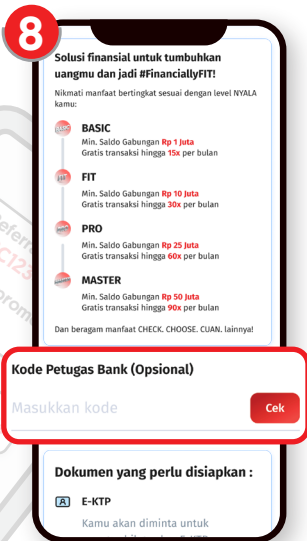 8
Solusi finansial untuk tumbuhkan
uangmu dan jadi #FinanciallyFIT!
Nikmati manfaat bertingkat sesuai dengan level NYALA
kamu:
BASIC
Min. Saldo Gabungan Rp 1 Juta
Gratis transaksi hingga 15x per bulan
FIT
Min. Saldo Gabungan Rp 10 Juta
Gratis transaksi hingga 30x per bulan
PRO
Min. Saldo Gabungan Rp 25 Juta
Gratis transaksi hingga 60x per bulan
MASTER
Min. Saldo Gabungan Rp 50 Juta
Gratis transaksi hingga 90x per bulan
Dan beragam manfaat CHECK. CHOOSE. CUAN. lainnya!
Kode Petugas Bank (Opsional)
Masukkan kode
Cek
Dokumen yang perlu disiapkan :
E-KTP
Kamu akan diminta untuk